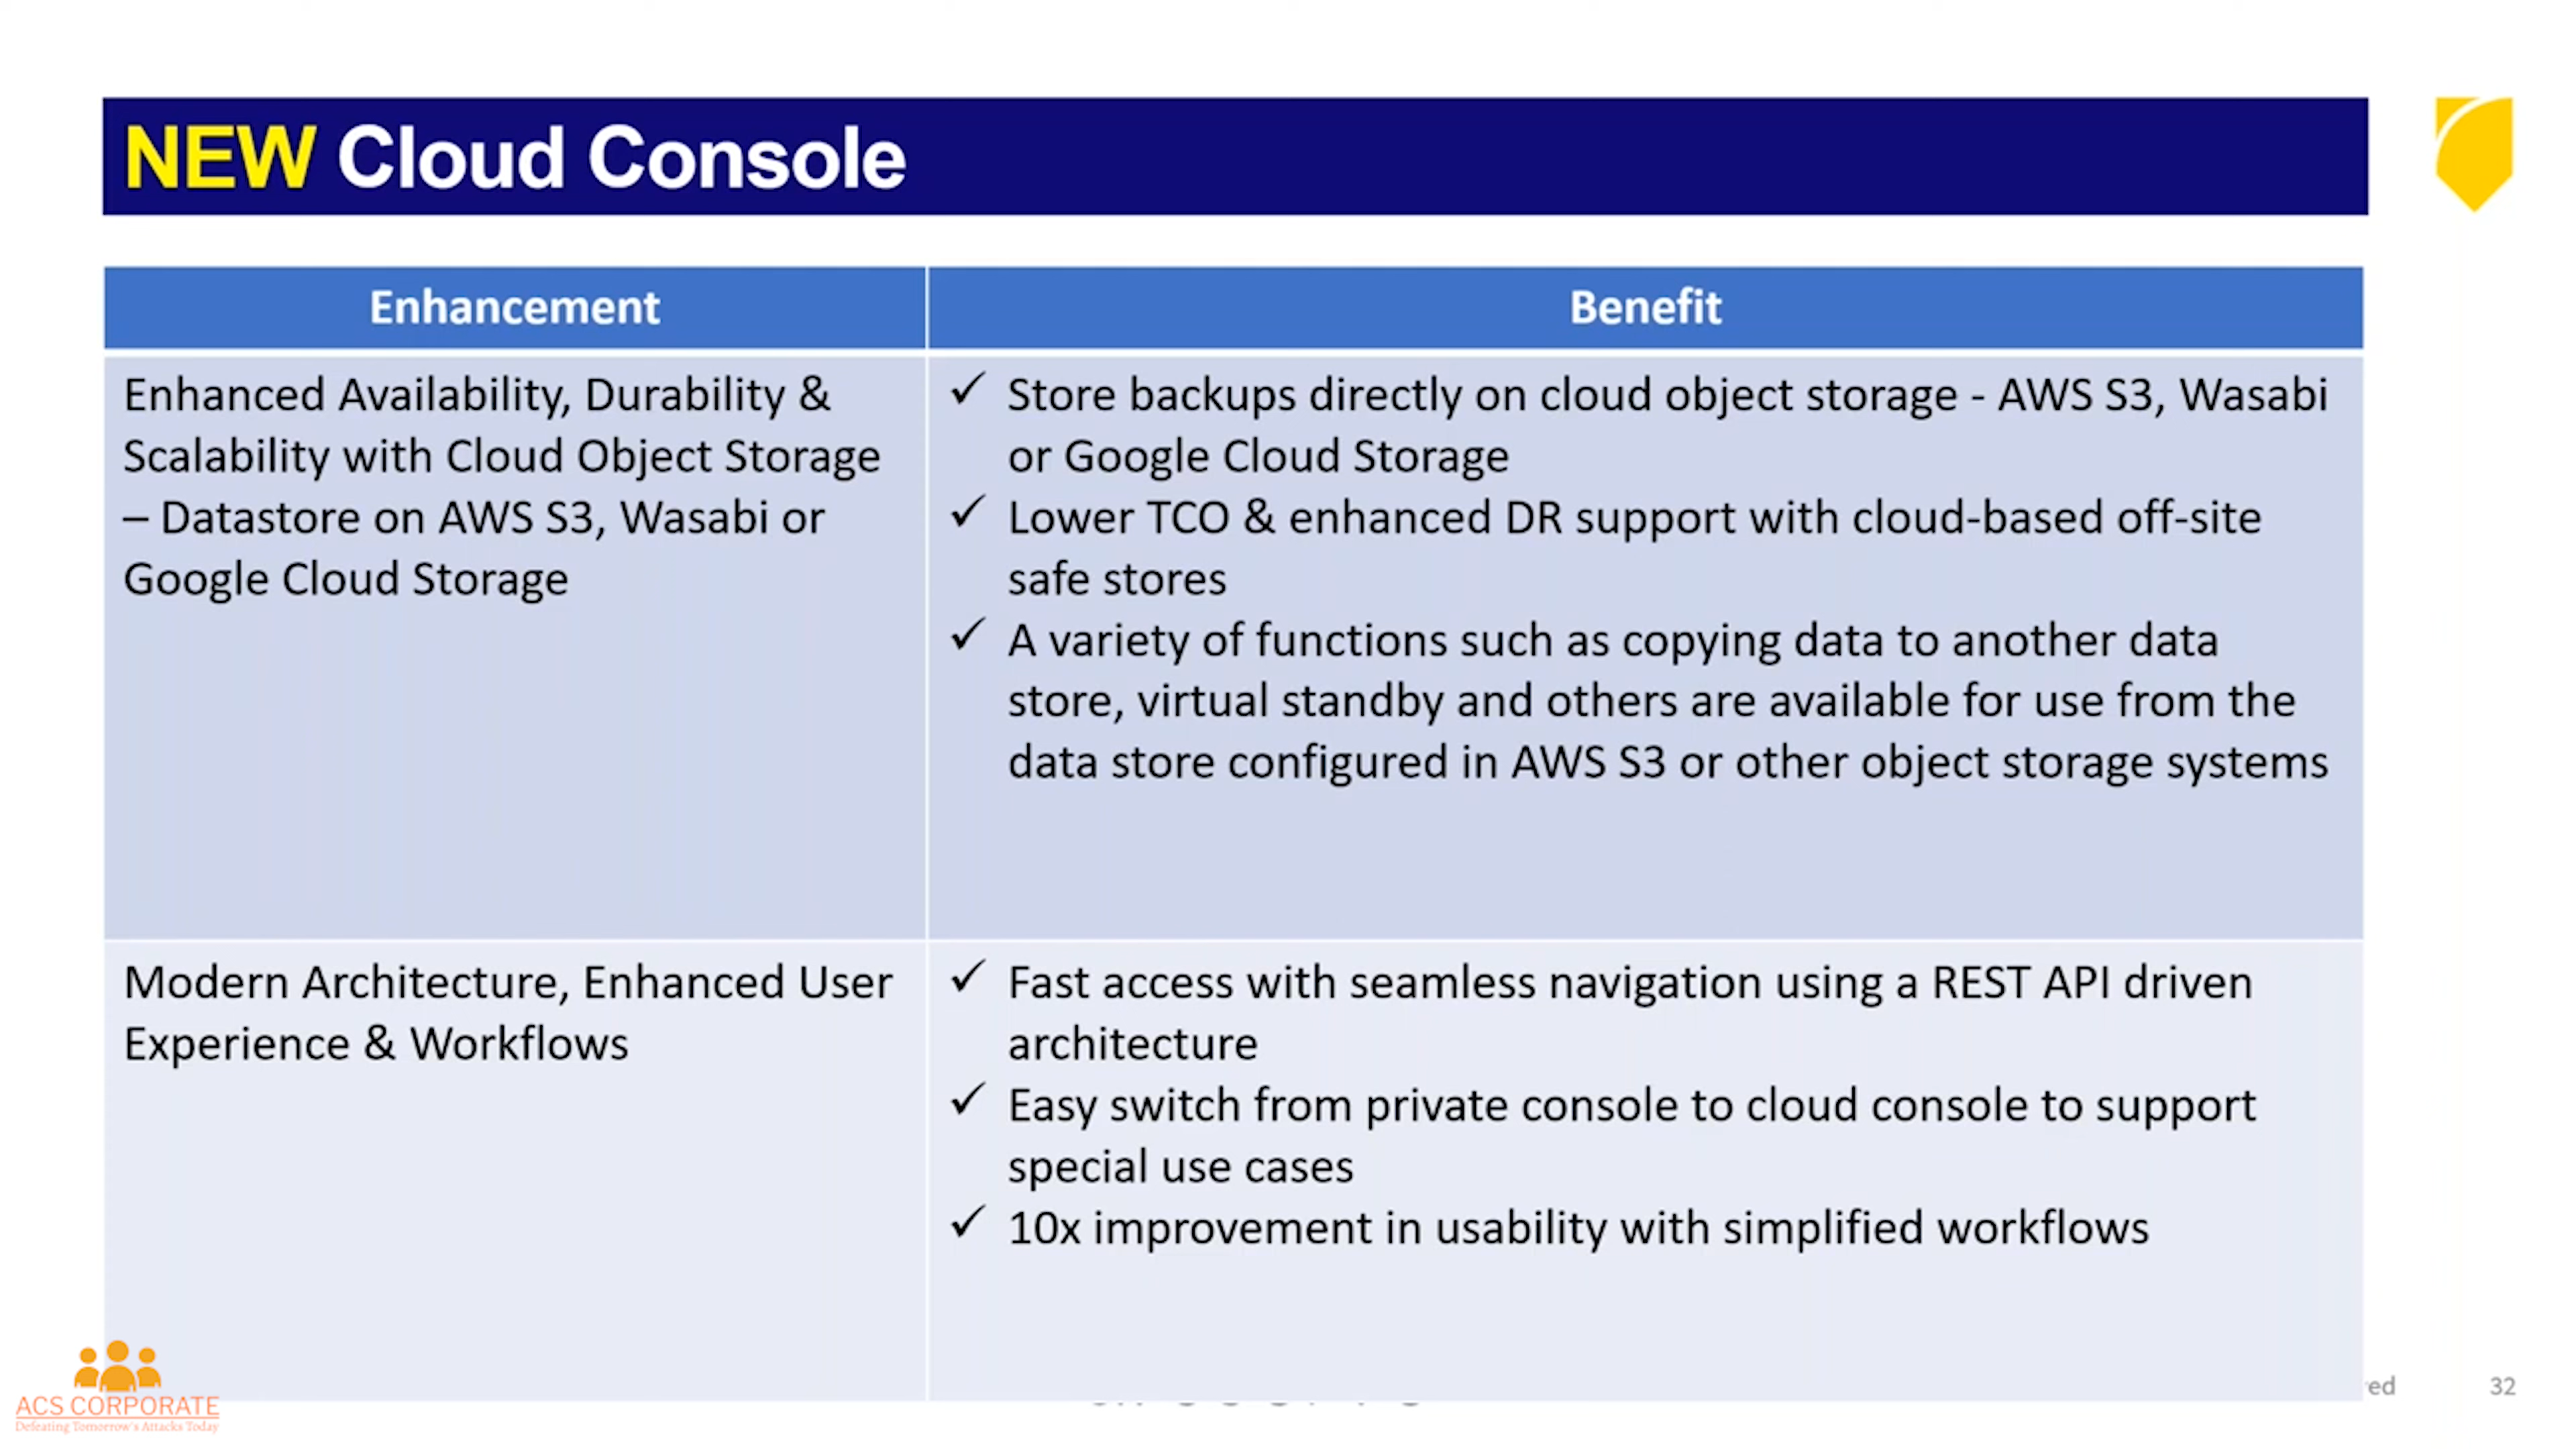 NEW Cloud Console
Enhancement
Benefit
Enhanced Availability, Durability &
Scalability with Cloud Object Storage
– Datastore on AWS S3, Wasabi or
Google Cloud Storage
✓ Store backups directly on cloud object storage - AWS S3, Wasabi
or Google Cloud Storage
✓ Lower TCO & enhanced DR support with cloud-based off-site
safe stores
✓ A variety of functions such as copying data to another data
store, virtual standby and others are available for use from the
data store configured in AWS S3 or other object storage systems
Modern Architecture, Enhanced User
Experience & Workflows
✓ Fast access with seamless navigation using a REST API driven
architecture
✓ Easy switch from private console to cloud console to support
special use cases
✓ 10x improvement in usability with simplified workflows
ACS CORPORATE
Defeating Tomorrow's Attacks Today
32